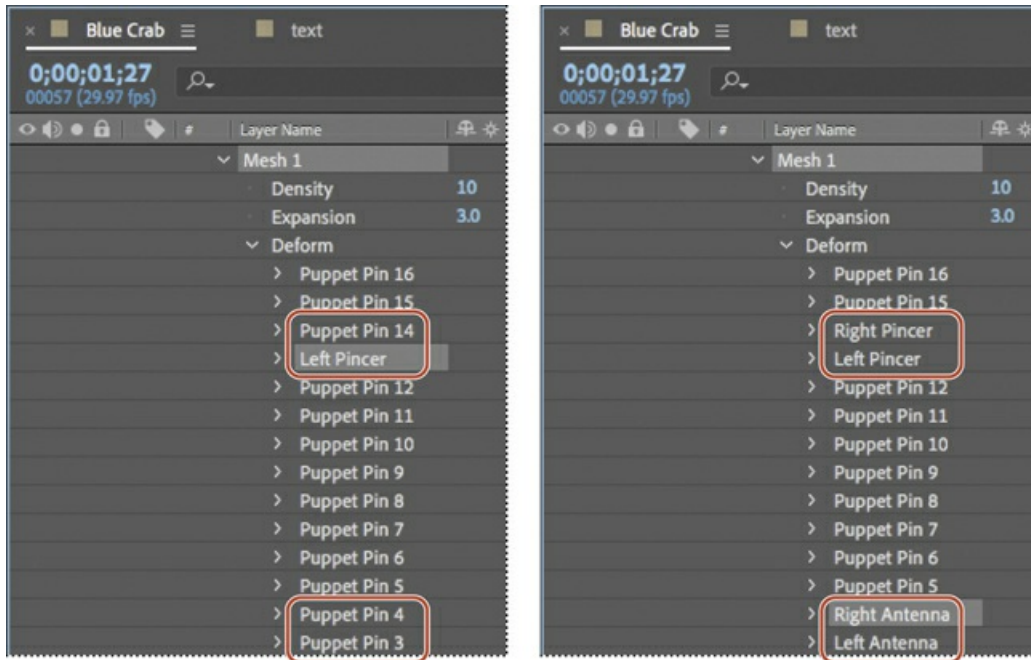 × Blue Crab ≡ text
0;00;01;27
00057 (29.97 fps)
# Layer Name
Mesh 1
Density 10
Expansion 3.0
Deform
Puppet Pin 16
Puppet Pin 15
Puppet Pin 14
Left Pincer
Puppet Pin 12
Puppet Pin 11
Puppet Pin 10
Puppet Pin 9
Puppet Pin 8
Puppet Pin 7
Puppet Pin 6
Puppet Pin 5
Puppet Pin 4
Puppet Pin 3
× Blue Crab ≡ text
0;00;01;27
00057 (29.97 fps)
# Layer Name
Mesh 1
Density 10
Expansion 3.0
Deform
Puppet Pin 16
Puppet Pin 15
Right Pincer
Left Pincer
Puppet Pin 12
Puppet Pin 11
Puppet Pin 10
Puppet Pin 9
Puppet Pin 8
Puppet Pin 7
Puppet Pin 6
Puppet Pin 5
Right Antenna
Left Antenna